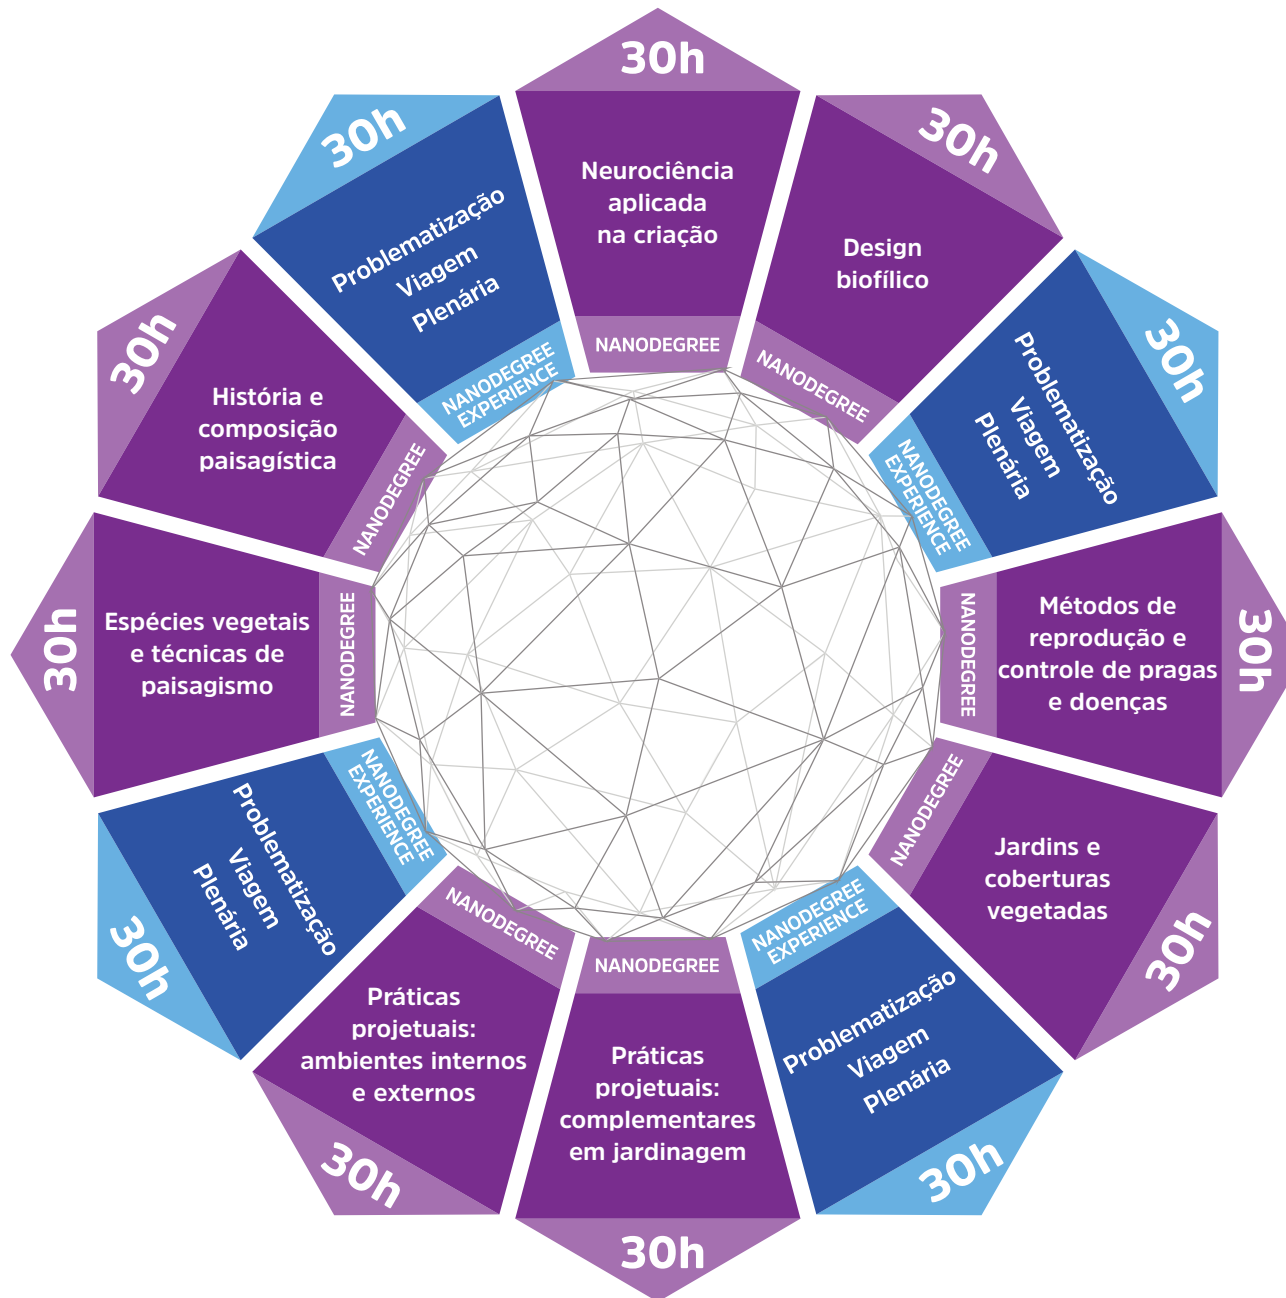 30h
Neurociência
aplicada
na criação
NANODEGREE
30h
Design
biofílico
NANODEGREE
30h
Problematização
Viagem
Plenária
NANODEGREE
EXPERIENCE
30h
Métodos de
reprodução e
controle de pragas
e doenças
NANODEGREE
30h
Jardins e
coberturas
vegetadas
NANODEGREE
30h
Problematização
Viagem
Plenária
NANODEGREE
EXPERIENCE
30h
Práticas
projetuais:
complementares
em jardinagem
NANODEGREE
30h
Práticas
projetuais:
ambientes internos
e externos
NANODEGREE
30h
Problematização
Viagem
Plenária
NANODEGREE
EXPERIENCE
30h
Espécies vegetais
e técnicas de
paisagismo
NANODEGREE
30h
História e
composição
paisagística
NANODEGREE
30h
Problematização
Viagem
Plenária
NANODEGREE
EXPERIENCE